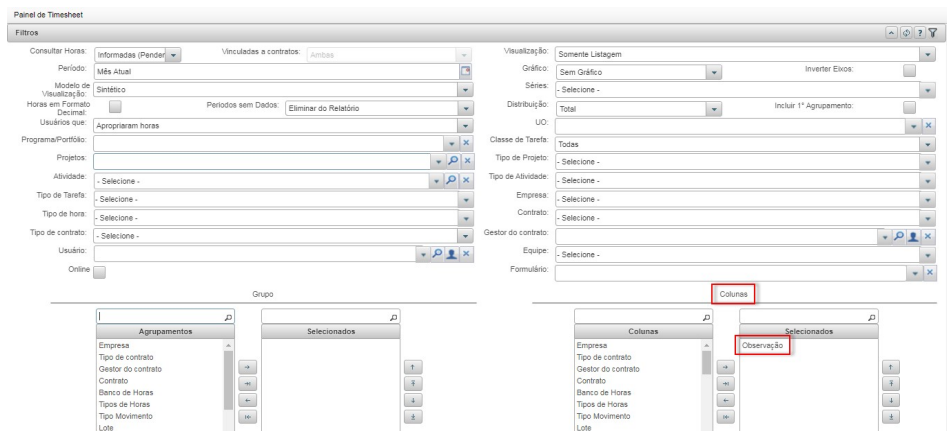 Painel de Timesheet
Filtros
Consultar Horas: Informadas (Pender Vinculadas a contratos: Ambas Visualização: Somente Listagem
Período: Mês Atual Gráfico: Sem Gráfico Inverter Eixos:
Modelo de Visualização: Sintético Séries: - Selecione -
Horas em Formato Decimal: Periodos sem Dados: Eliminar do Relatório Distribuição: Total Incluir 1° Agrupamento:
Usuários que: Apropriaram horas UO:
Programa/Portfólio: Classe de Tarefa: Todas
Projetos: Tipo de Projeto: - Selecione -
Atividade: - Selecione - Tipo de Atividade: - Selecione -
Tipo de Tarefa: - Selecione - Empresa: - Selecione -
Tipo de hora: - Selecione - Contrato: - Selecione -
Tipo de contrato: - Selecione - Gestor do contrato:
Usuário: Equipe: - Selecione -
Online Formulário:
Grupo Colunas
Agrupamentos Selecionados Colunas Selecionados
Empresa Empresa Observação
Tipo de contrato Tipo de contrato
Gestor do contrato Gestor do contrato
Contrato Contrato
Banco de Horas Banco de Horas
Tipos de Horas Tipos de Horas
Tipo Movimento Tipo Movimento
Lote Lote